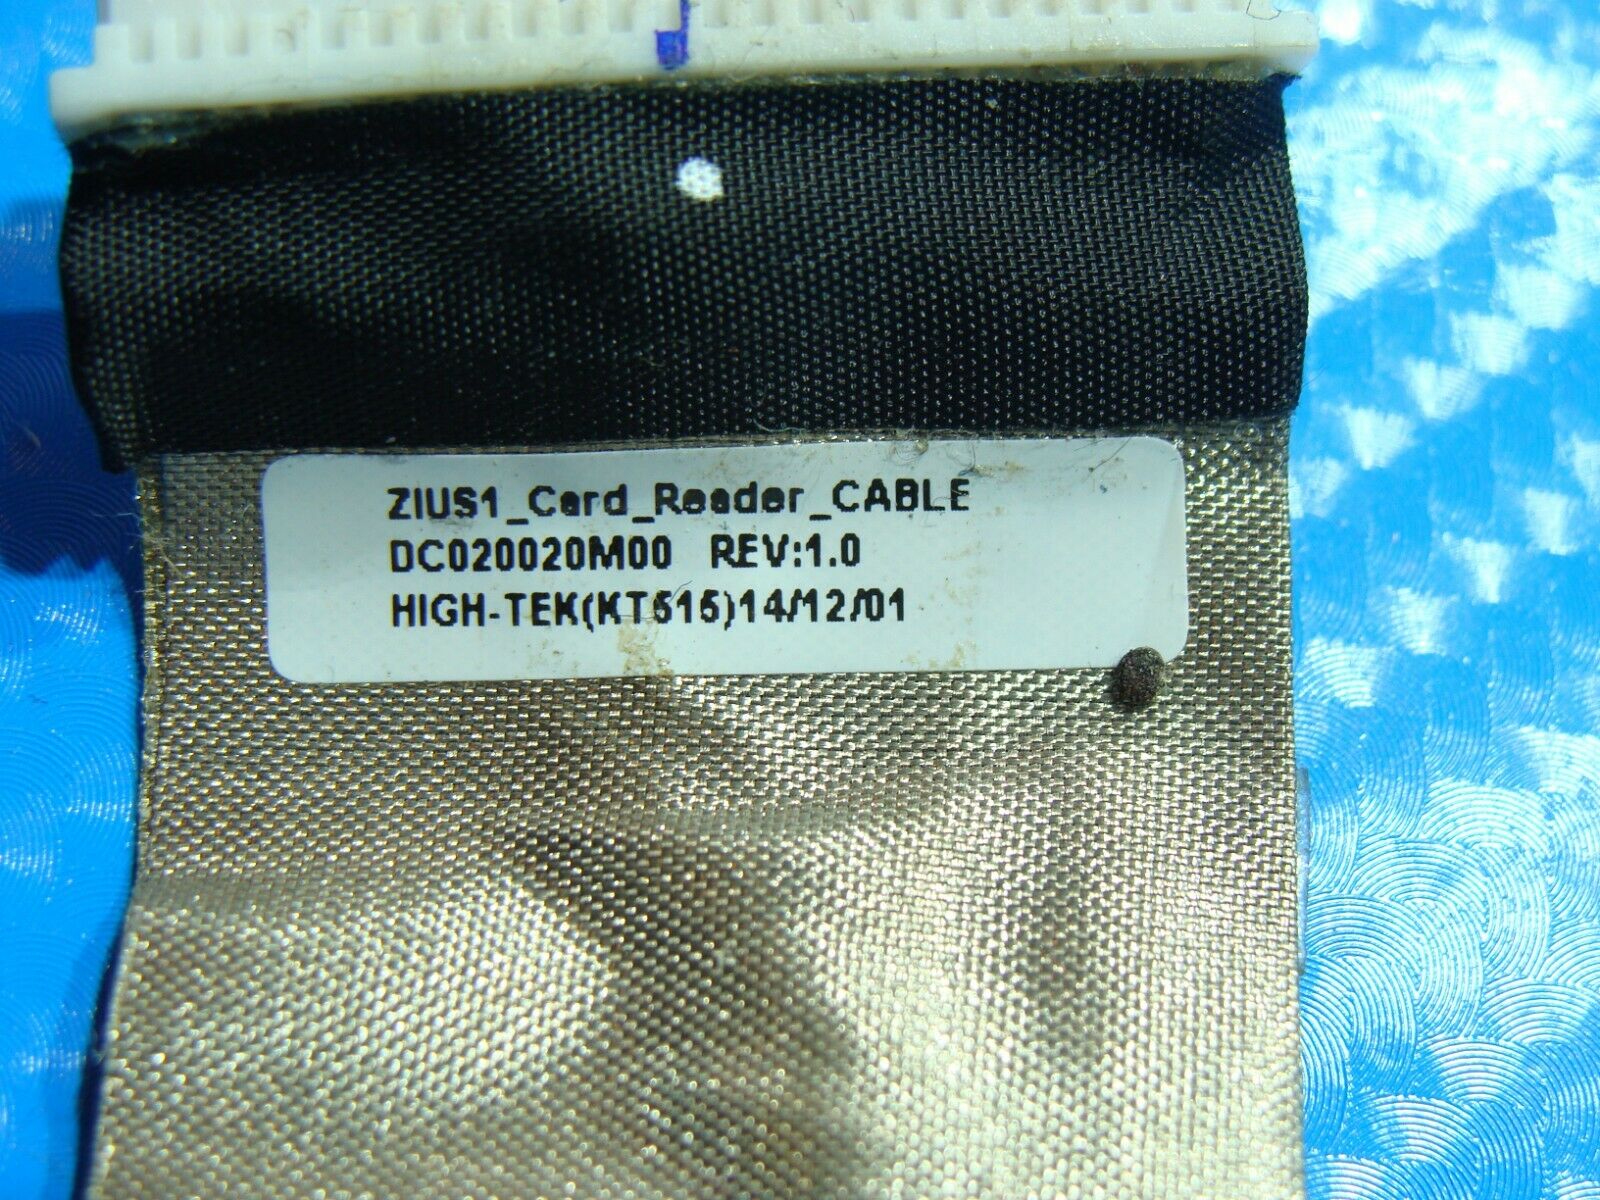 ZIUS1_Card_Reader_CABLE
DC020020M00 REV:1.0
HIGH-TEK(KT515)14/12/01